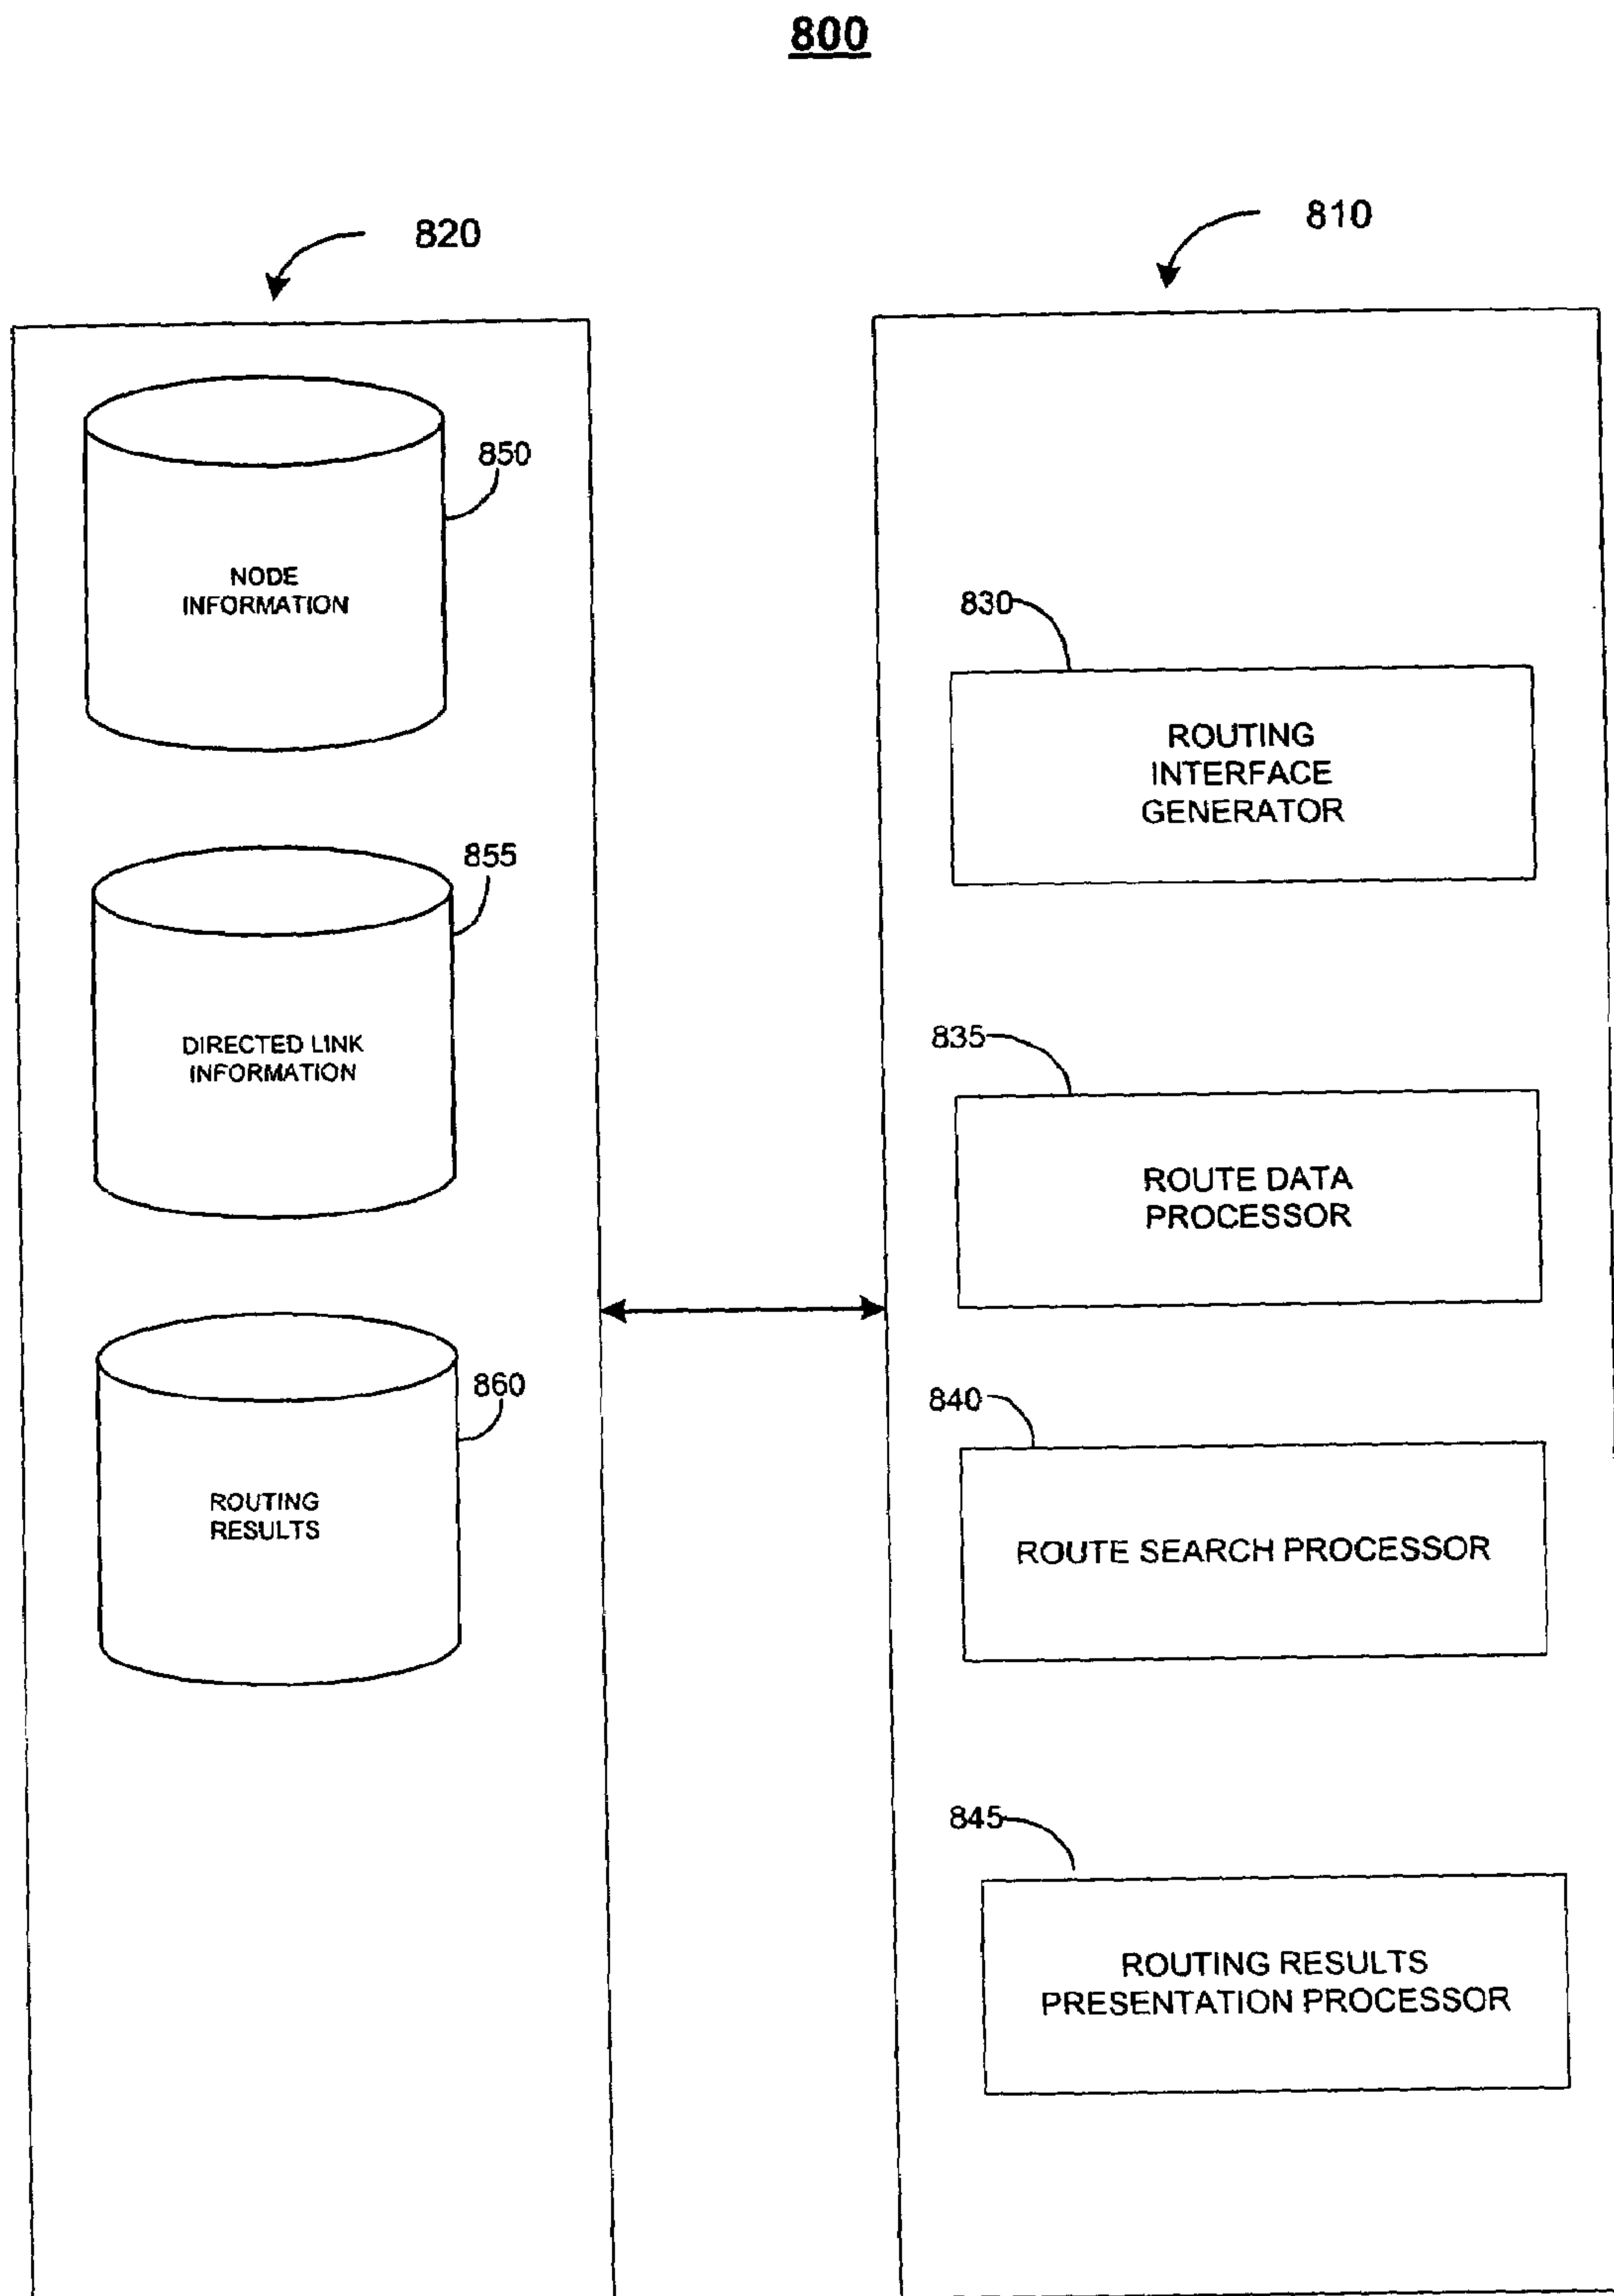 800
820
810
850
NODE
INFORMATION
830
ROUTING
INTERFACE
GENERATOR
855
DIRECTED LINK
INFORMATION
835
ROUTE DATA
PROCESSOR
860
ROUTING
RESULTS
840
ROUTE SEARCH PROCESSOR
845
ROUTING RESULTS
PRESENTATION PROCESSOR